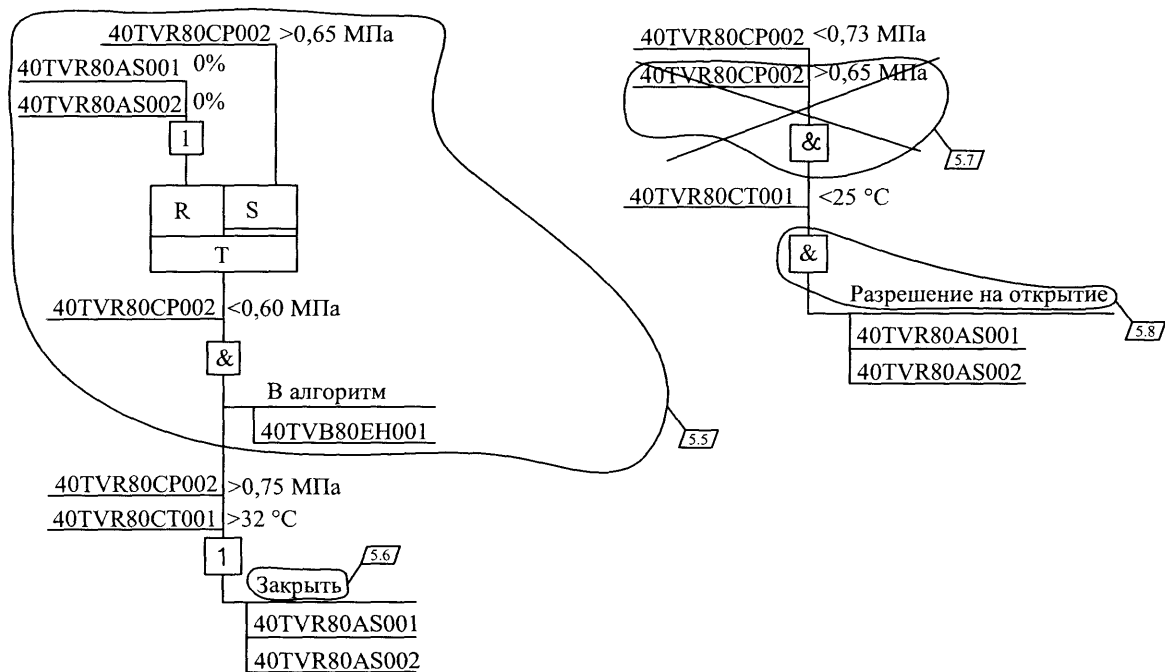 40TVR80CP002 >0,65 МПа
40TVR80AS001 0%
40TVR80AS002 0%
1
R S
T
40TVR80CP002 <0,60 МПа
&
В алгоритм
40TVB80EH001
5.5
40TVR80CP002 >0,75 МПа
40TVR80CT001 >32 °C
1
5.6
Закрыть
40TVR80AS001
40TVR80AS002
40TVR80CP002 <0,73 МПа
40TVR80CP002 >0,65 МПа
&
5.7
40TVR80CT001 <25 °C
&
Разрешение на открытие
5.8
40TVR80AS001
40TVR80AS002